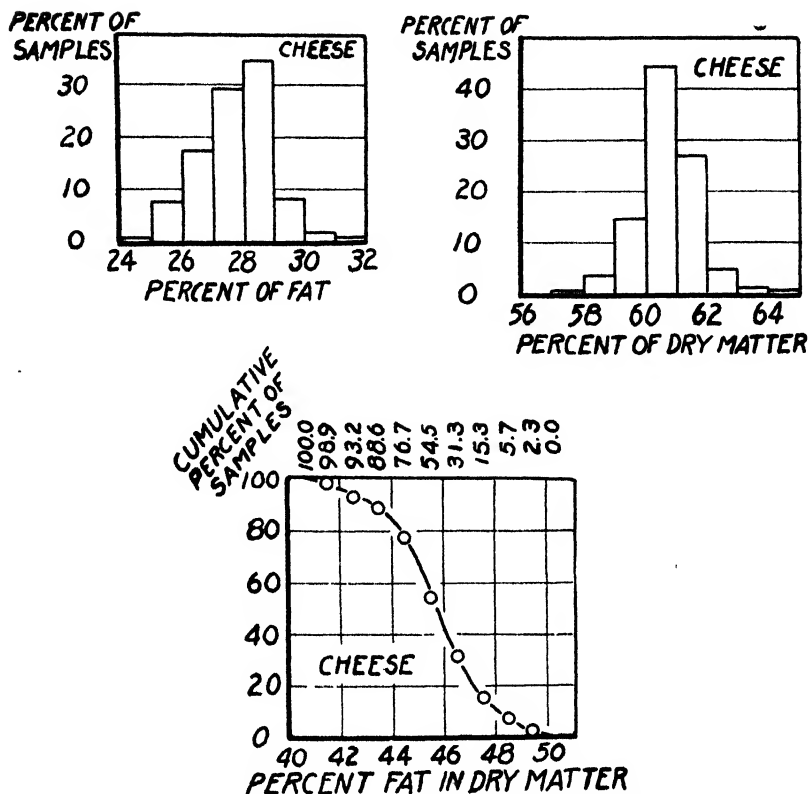 PERCENT OF
SAMPLES
CHEESE
30
20
10
0
24 26 28 30 32
PERCENT OF FAT
PERCENT OF
SAMPLES
CHEESE
40
30
20
10
0
56 58 60 62 64
PERCENT OF DRY MATTER
CUMULATIVE
PERCENT OF
SAMPLES
100.0
98.9
93.2
88.6
76.7
54.5
31.3
15.3
5.7
2.3
0.0
100
80
60
40
CHEESE
20
0
40 42 44 46 48 50
PERCENT FAT IN DRY MATTER